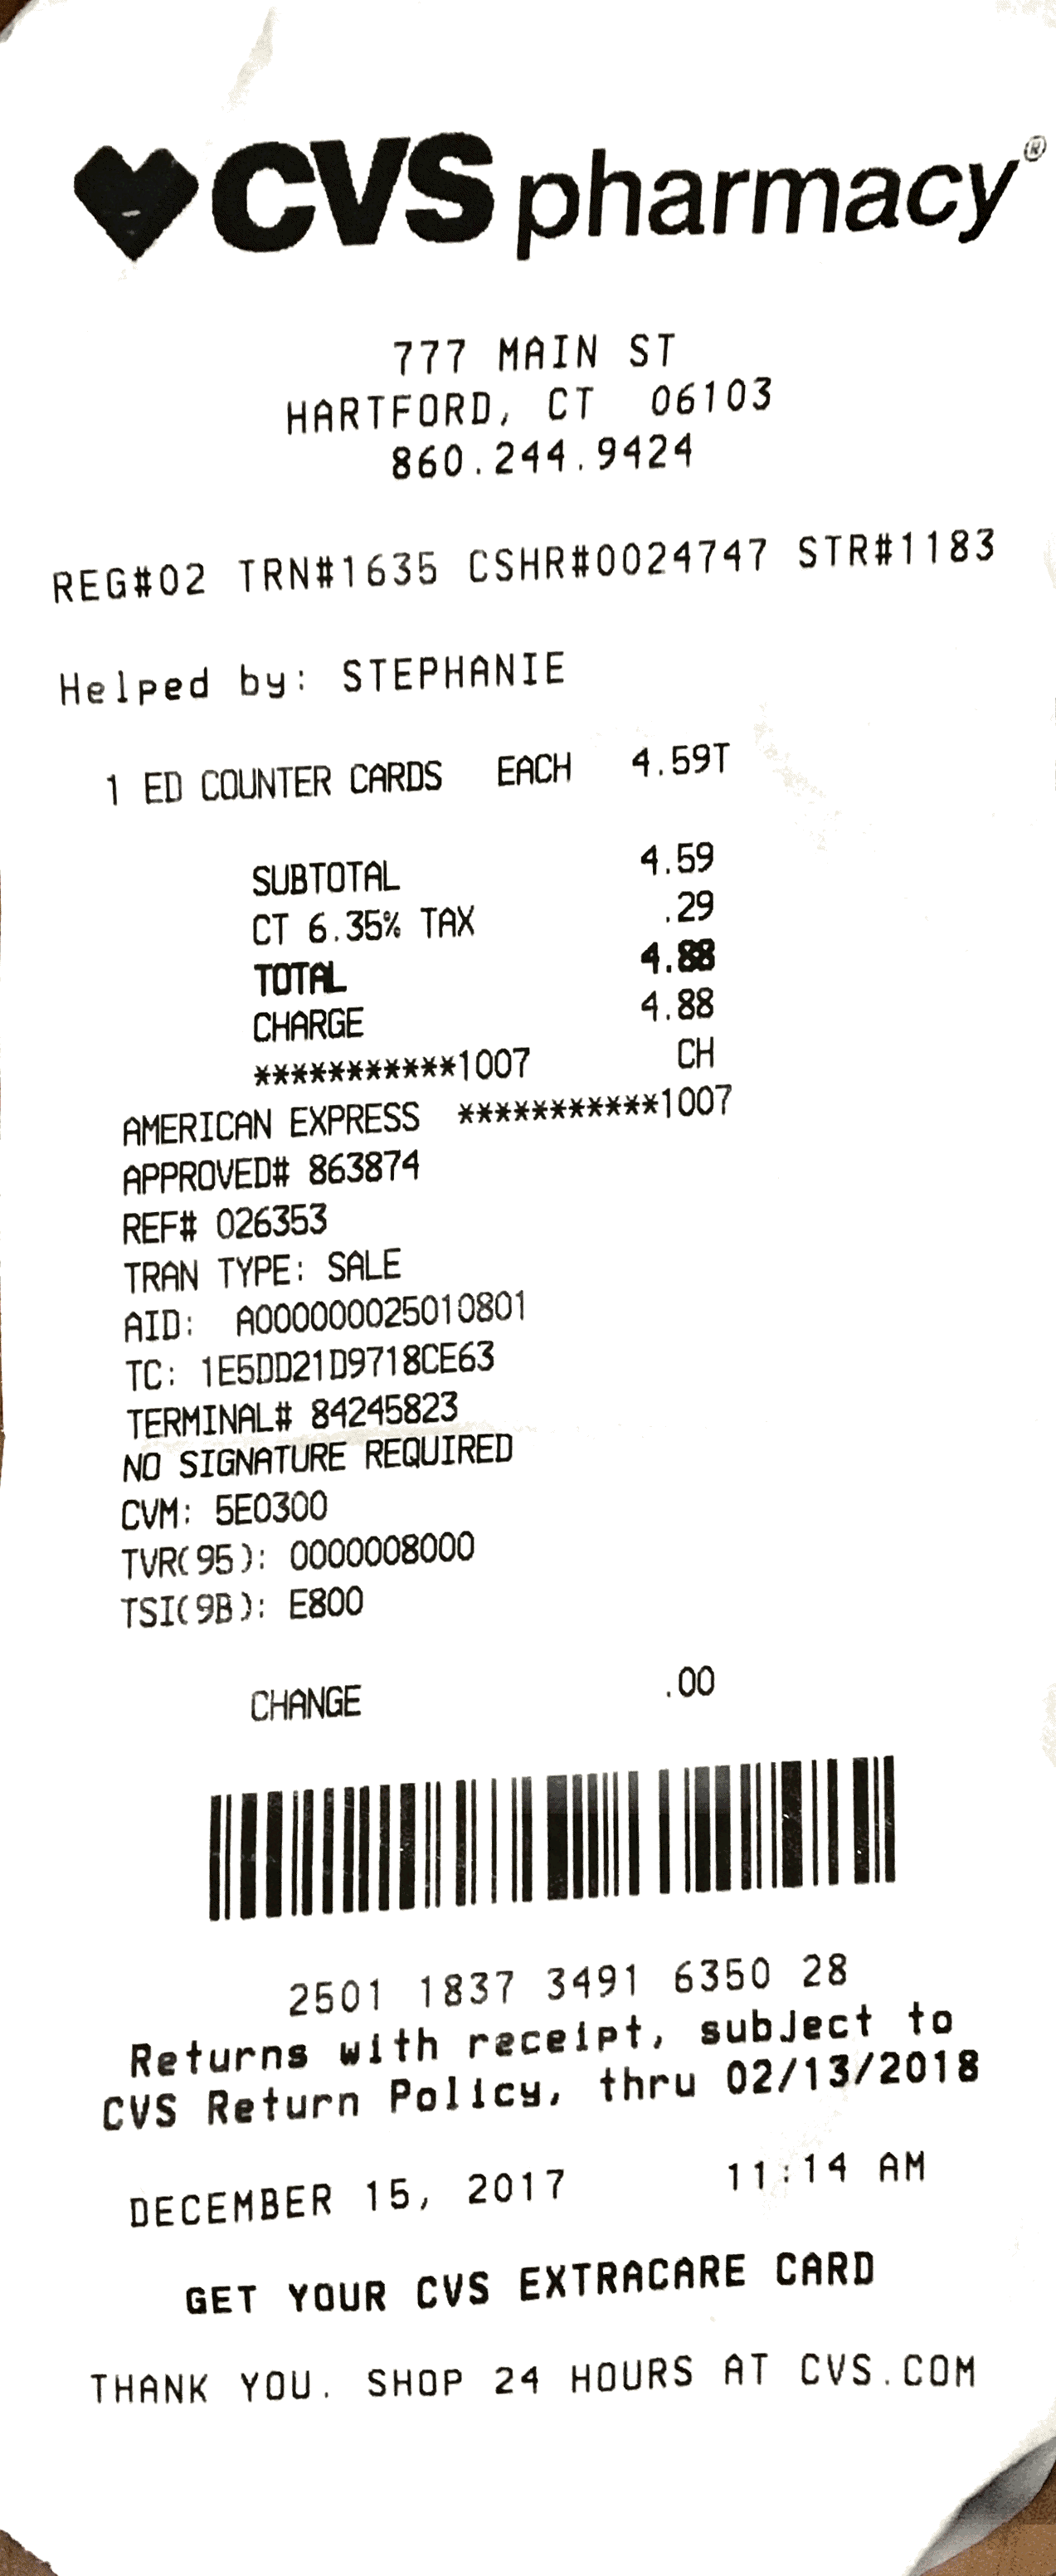 CVS pharmacy®
777 MAIN ST
HARTFORD, CT 06103
860.244.9424
REG#02 TRN#1635 CSHR#0024747 STR#1183
Helped by: STEPHANIE
1 ED COUNTER CARDS EACH 4.59T
SUBTOTAL 4.59
CT 6.35% TAX .29
TOTAL 4.88
CHARGE 4.88
***********1007 CH
AMERICAN EXPRESS ***********1007
APPROVED# 863874
REF# 026353
TRAN TYPE: SALE
AID: A000000025010801
TC: 1E5DD21D9718CE63
TERMINAL# 84245823
NO SIGNATURE REQUIRED
CVM: 5E0300
TVR(95): 0000008000
TSI(9B): E800
CHANGE .00
2501 1837 3491 6350 28
Returns with receipt, subject to
CVS Return Policy, thru 02/13/2018
DECEMBER 15, 2017 11:14 AM
GET YOUR CVS EXTRACARE CARD
THANK YOU. SHOP 24 HOURS AT CVS.COM